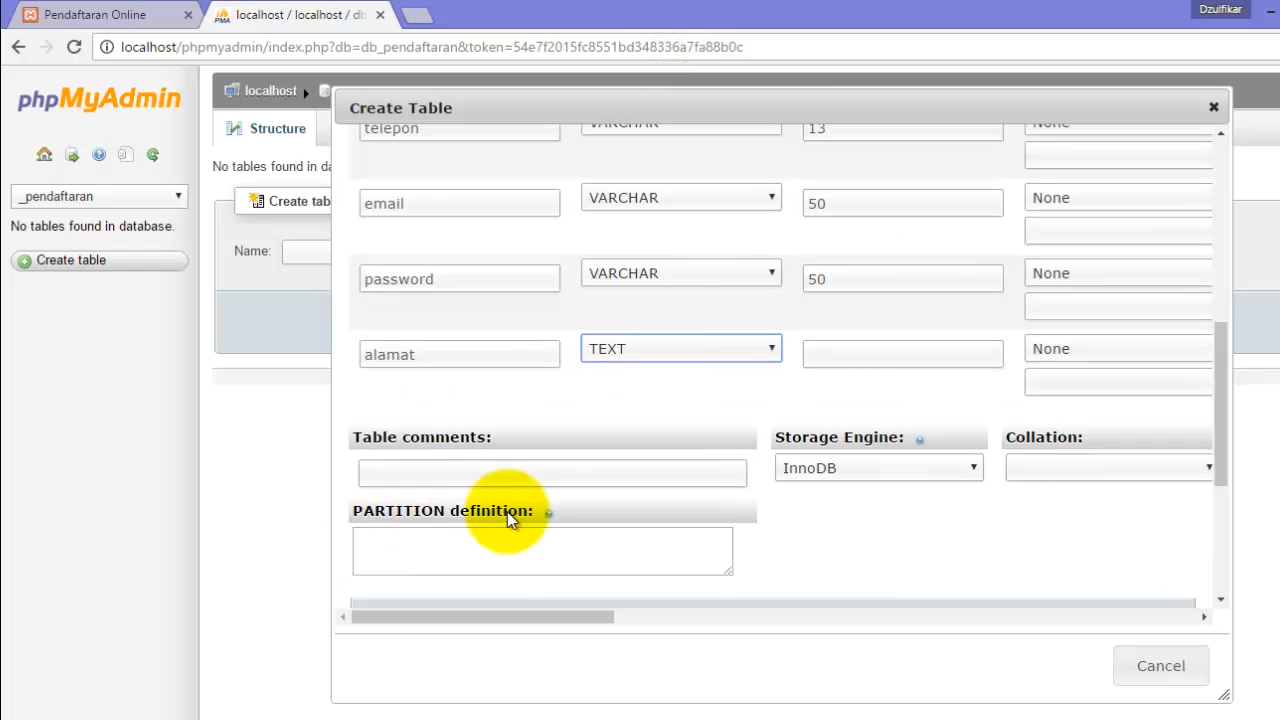 Pendaftaran Online
localhost / localhost / db
Dzulfikar
localhost/phpmyadmin/index.php?db=db_pendaftaran&token=54e7f2015fc8551bd348336a7fa88b0c
phpMyAdmin
localhost
Create Table
Structure
telepon VARCHAR 13 None
No tables found in da
_pendaftaran
Create tab
email VARCHAR 50 None
No tables found in database.
Name:
Create table
password VARCHAR 50 None
alamat TEXT None
Table comments: Storage Engine: Collation:
InnoDB
PARTITION definition:
Cancel